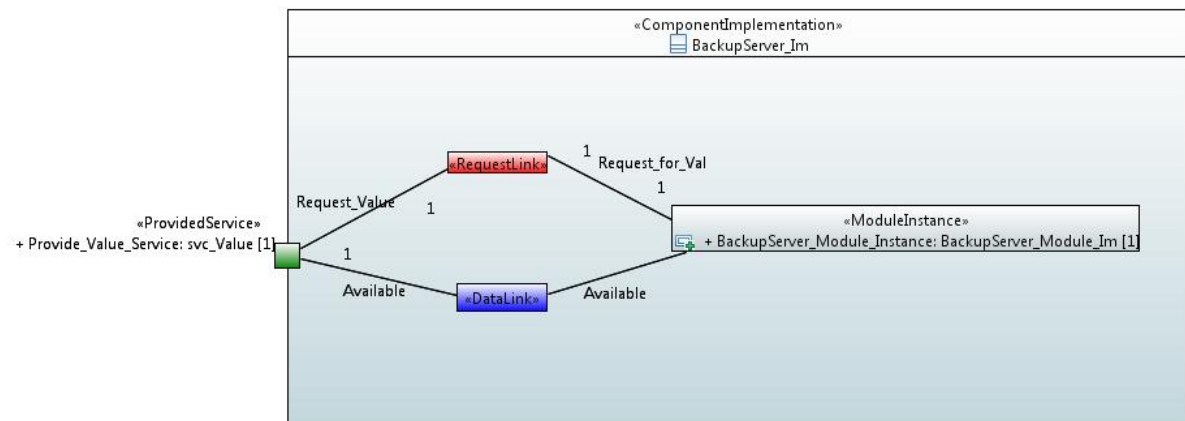 «ComponentImplementation»
BackupServer_Im
«RequestLink»
1
Request_for_Val
1
Request_Value
1
«ProvidedService»
+ Provide_Value_Service: svc_Value [1]
«ModuleInstance»
+ BackupServer_Module_Instance: BackupServer_Module_Im [1]
1
Available
«DataLink»
Available